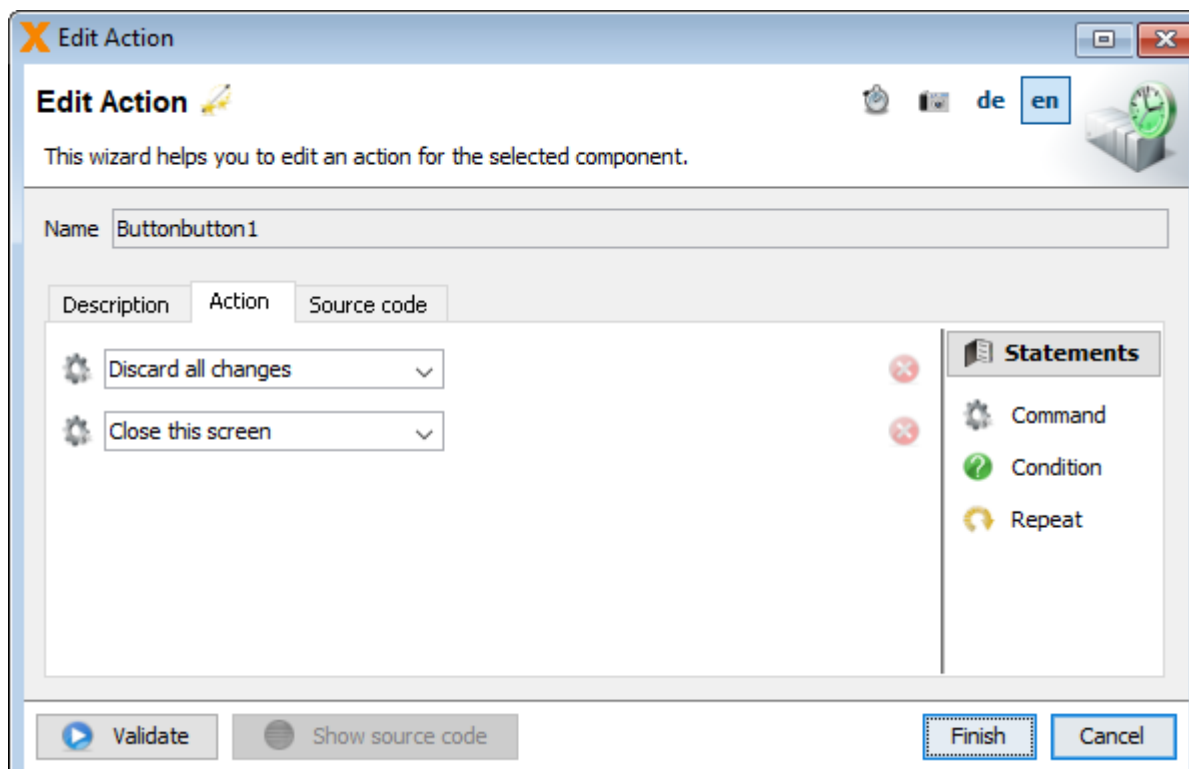 Edit Action
Edit Action
de en
This wizard helps you to edit an action for the selected component.
Name Buttonbutton1
Description Action Source code
Discard all changes
Close this screen
Statements
Command
Condition
Repeat
Validate Show source code Finish Cancel